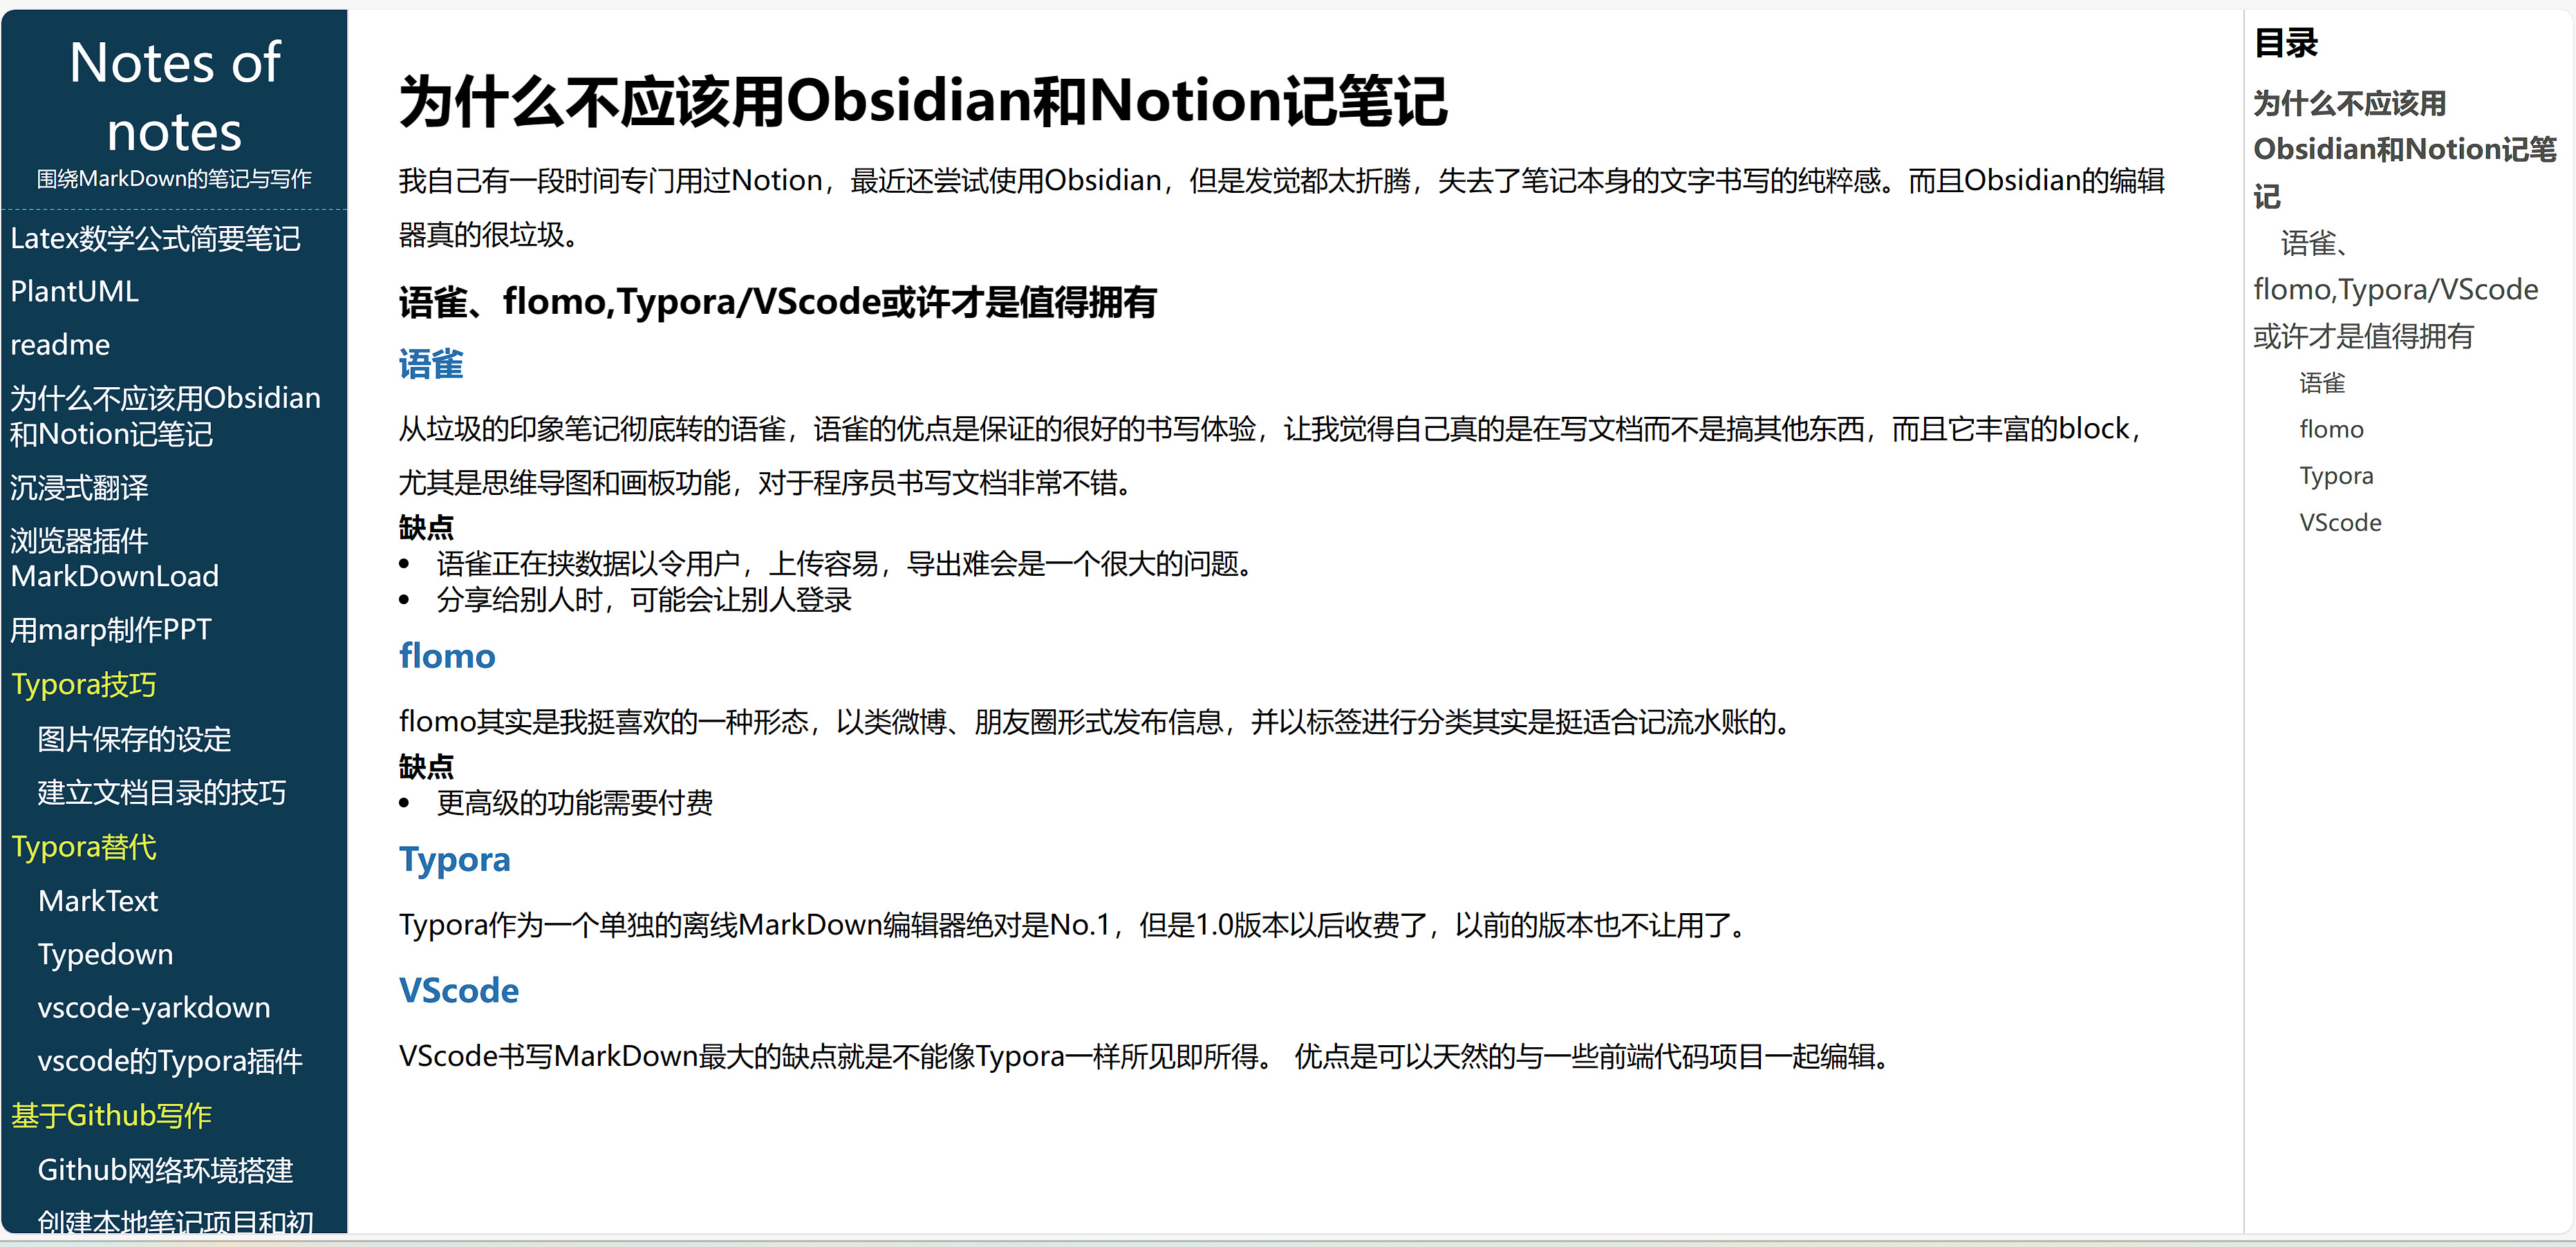 Notes of
notes
围绕MarkDown的笔记与写作
Latex数学公式简要笔记
PlantUML
readme
为什么不应该用Obsidian
和Notion记笔记
沉浸式翻译
浏览器插件
MarkDownLoad
用marp制作PPT
Typora技巧
图片保存的设定
建立文档目录的技巧
Typora替代
MarkText
Typedown
vscode-yarkdown
vscode的Typora插件
基于Github写作
Github网络环境搭建
创建本地笔记项目和初
为什么不应该用Obsidian和Notion记笔记
我自己有一段时间专门用过Notion，最近还尝试使用Obsidian，但是发觉都太折腾，失去了笔记本身的文字书写的纯粹感。而且Obsidian的编辑
器真的很垃圾。
语雀、flomo,Typora/VScode或许才是值得拥有
语雀
从垃圾的印象笔记彻底转的语雀，语雀的优点是保证的很好的书写体验，让我觉得自己真的是在写文档而不是搞其他东西，而且它丰富的block，
尤其是思维导图和画板功能，对于程序员书写文档非常不错。
缺点
• 语雀正在挟数据以令用户，上传容易，导出难会是一个很大的问题。
• 分享给别人时，可能会让别人登录
flomo
flomo其实是我挺喜欢的一种形态，以类微博、朋友圈形式发布信息，并以标签进行分类其实是挺适合记流水账的。
缺点
• 更高级的功能需要付费
Typora
Typora作为一个单独的离线MarkDown编辑器绝对是No.1，但是1.0版本以后收费了，以前的版本也不让用了。
VScode
VScode书写MarkDown最大的缺点就是不能像Typora一样所见即所得。 优点是可以天然的与一些前端代码项目一起编辑。
目录
为什么不应该用
Obsidian和Notion记笔
记
语雀、
flomo,Typora/VScode
或许才是值得拥有
语雀
flomo
Typora
VScode